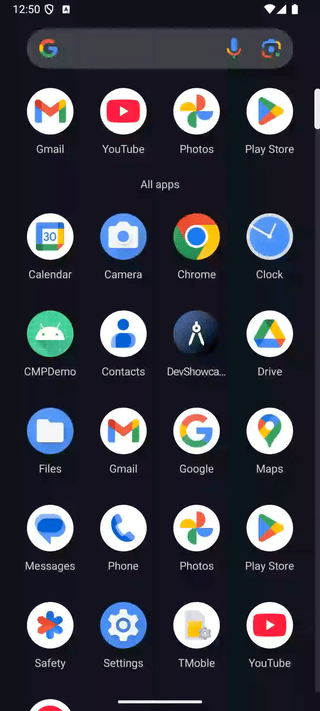 12:50
Gmail YouTube Photos Play Store
All apps
Calendar Camera Chrome Clock
CMPDemo Contacts DevShowca... Drive
Files Gmail Google Maps
Messages Phone Photos Play Store
Safety Settings TMoble YouTube